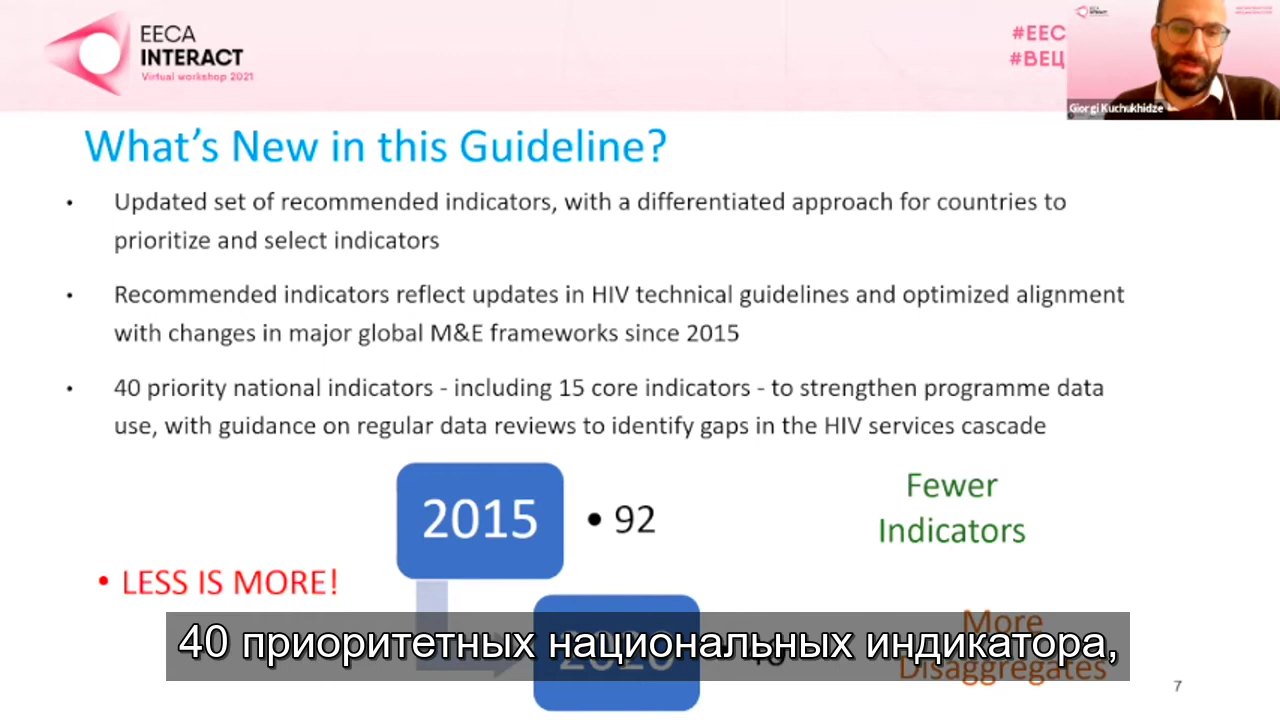 EECA
INTERACT
Virtual workshop 2021
#EEC
#ВЕЦ
Giorgi Kuchukhidze
What's New in this Guideline?
• Updated set of recommended indicators, with a differentiated approach for countries to
prioritize and select indicators
• Recommended indicators reflect updates in HIV technical guidelines and optimized alignment
with changes in major global M&E frameworks since 2015
• 40 priority national indicators - including 15 core indicators - to strengthen programme data
use, with guidance on regular data reviews to identify gaps in the HIV services cascade
2015
• 92
Fewer
Indicators
• LESS IS MORE!
2020
More
Disaggregates
40 приоритетных национальных индикатора,
7